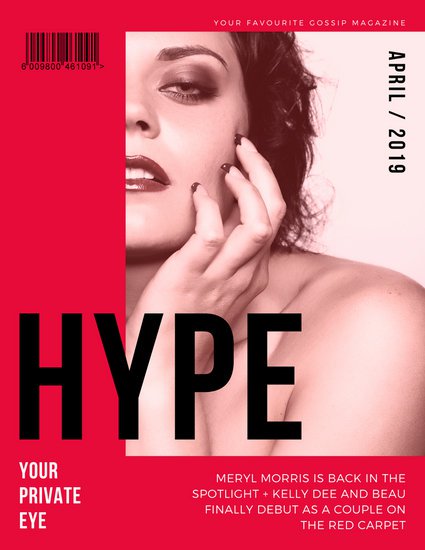 YOUR FAVOURITE GOSSIP MAGAZINE
8"009800"461091">
APRIL / 2019
HYPE
YOUR
PRIVATE
EYE
MERYL MORRIS IS BACK IN THE
SPOTLIGHT + KELLY DEE AND BEAU
FINALLY DEBUT AS A COUPLE ON
THE RED CARPET